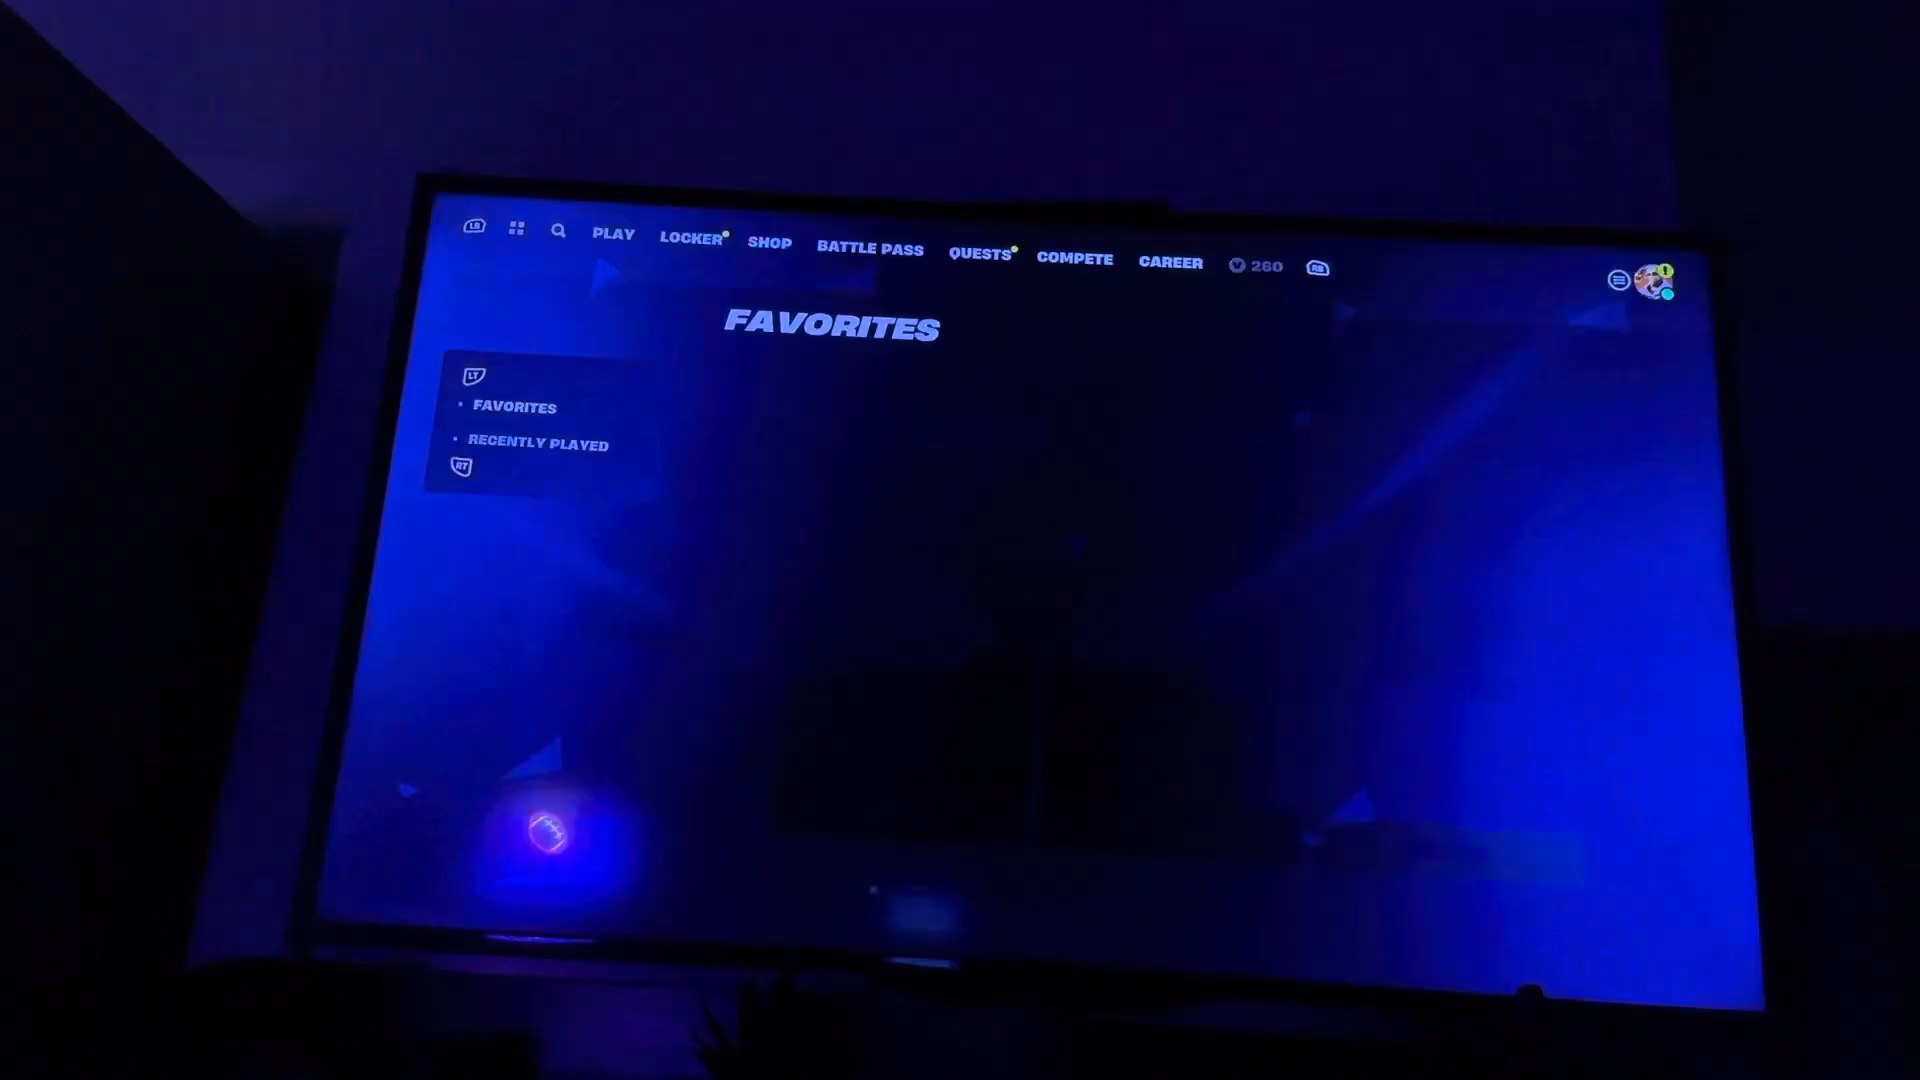 LB PLAY LOCKER SHOP BATTLE PASS QUESTS COMPETE CAREER V 260 RB
FAVORITES
LT
FAVORITES
RECENTLY PLAYED
RT